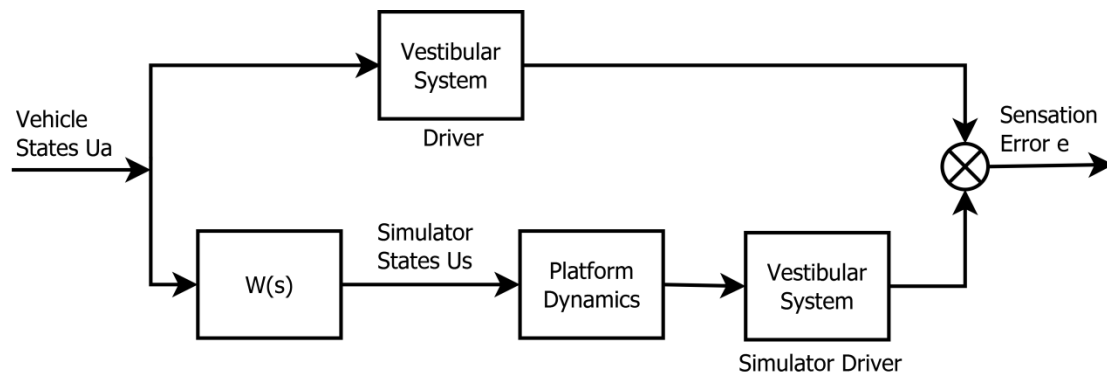 Vestibular
System
Driver
Vehicle
States Ua
Sensation
Error e
W(s)
Simulator
States Us
Platform
Dynamics
Vestibular
System
Simulator Driver